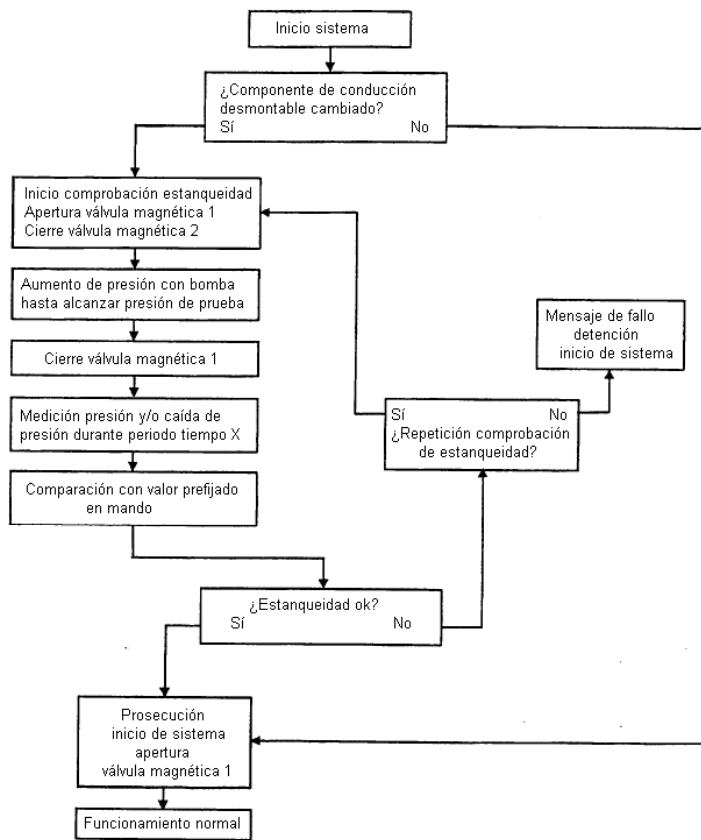 Inicio sistema
¿Componente de conducción
desmontable cambiado?
Sí No
Inicio comprobación estanqueidad
Apertura válvula magnética 1
Cierre válvula magnética 2
Aumento de presión con bomba
hasta alcanzar presión de prueba
Cierre válvula magnética 1
Medición presión y/o caída de
presión durante periodo tiempo X
Comparación con valor prefijado
en mando
Mensaje de fallo
detención
inicio de sistema
Sí No
¿Repetición comprobación
de estanqueidad?
¿Estanqueidad ok?
Sí No
Prosecución
inicio de sistema
apertura
válvula magnética 1
Funcionamiento normal